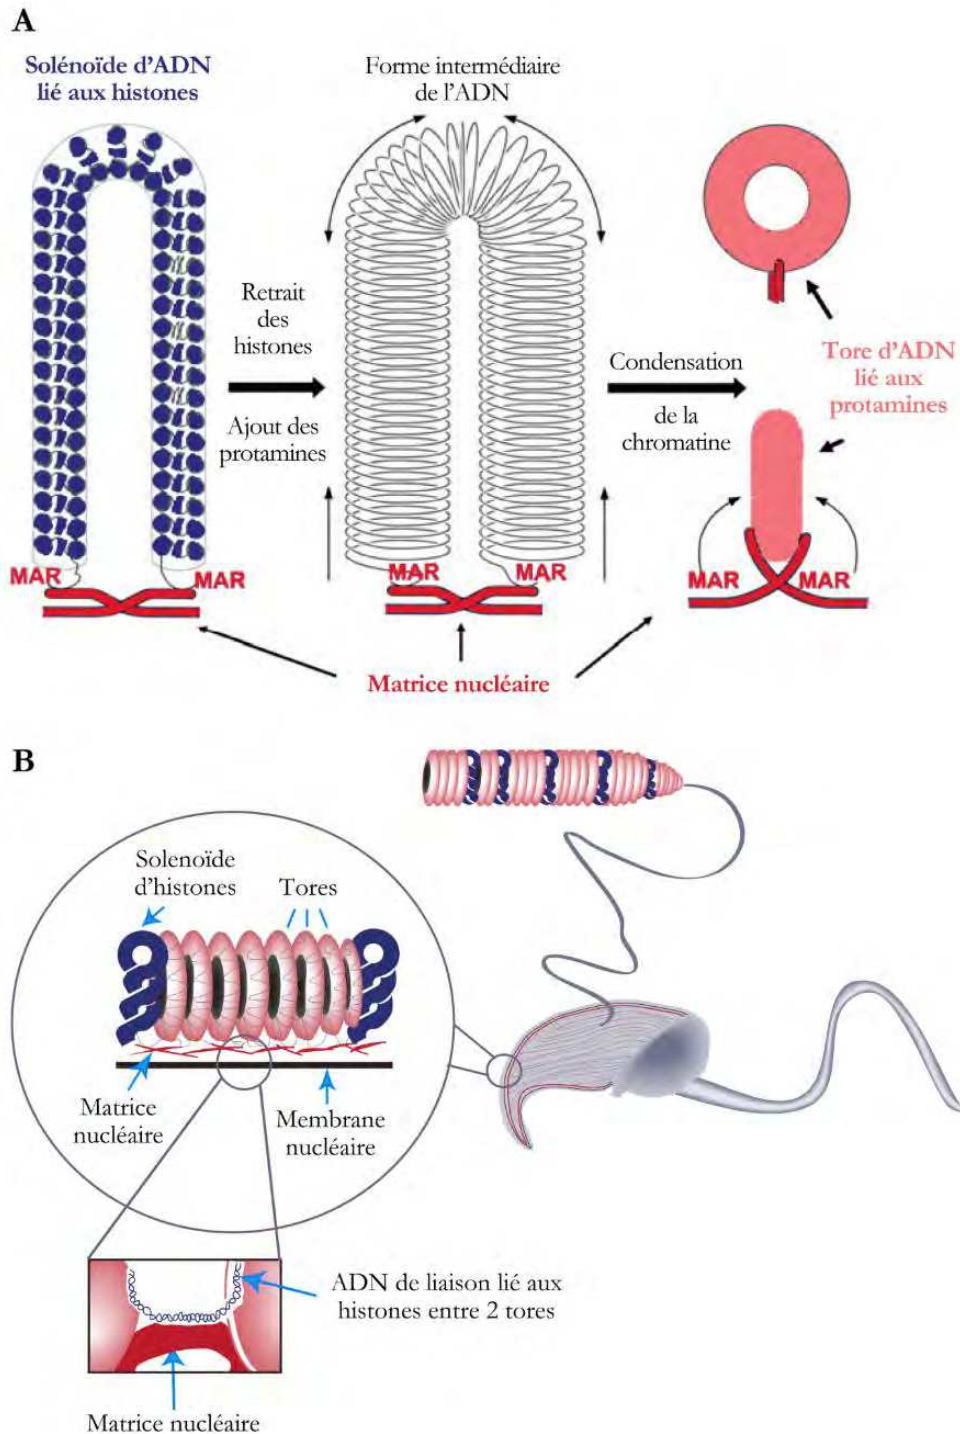 A
Solénoïde d'ADN
lié aux histones
Forme intermédiaire
de l'ADN
Retrait
des
histones
Ajout des
protamines
Condensation
de la
chromatine
Tore d'ADN
lié aux
protamines
MAR
MAR
MAR
MAR
MAR
MAR
Matrice nucléaire
B
Solenoïde
d'histones
Tores
Matrice
nucléaire
Membrane
nucléaire
ADN de liaison lié aux
histones entre 2 tores
Matrice nucléaire